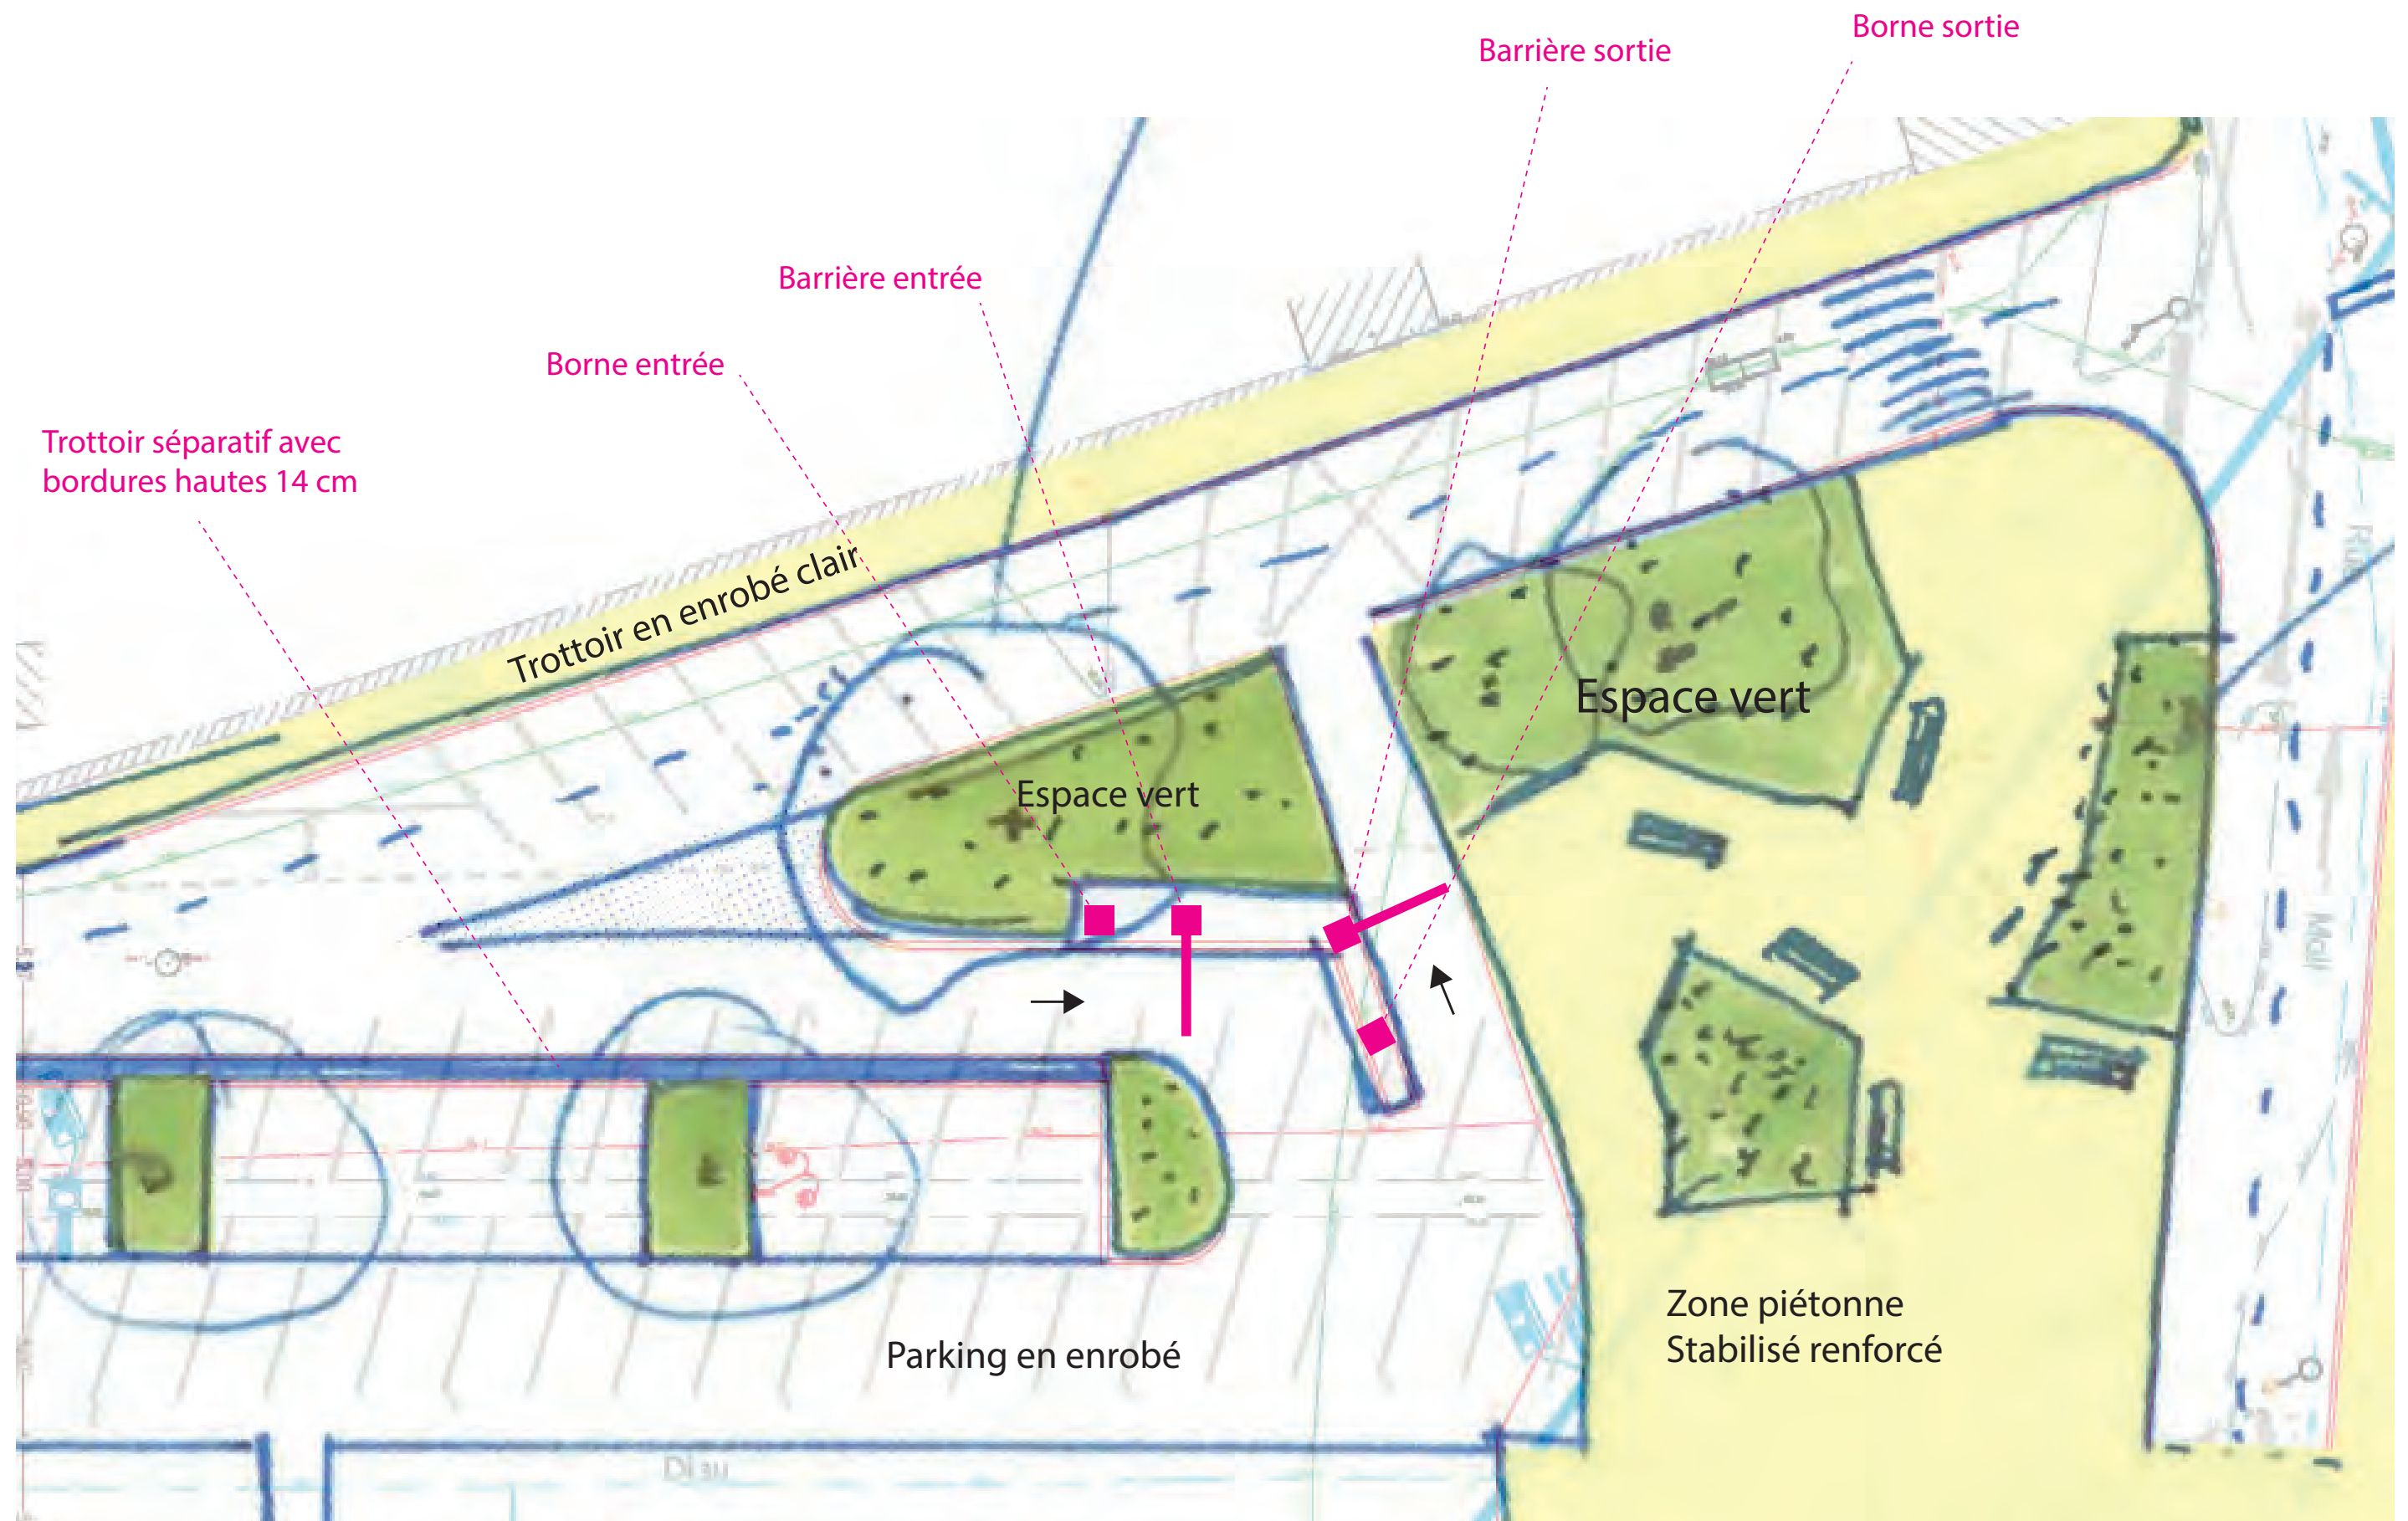 Borne sortie
Barrière sortie
Barrière entrée
Borne entrée
Trottoir séparatif avec
bordures hautes 14 cm
Trottoir en enrobé clair
Espace vert
Espace vert
Mail
Zone piétonne
Stabilisé renforcé
Parking en enrobé